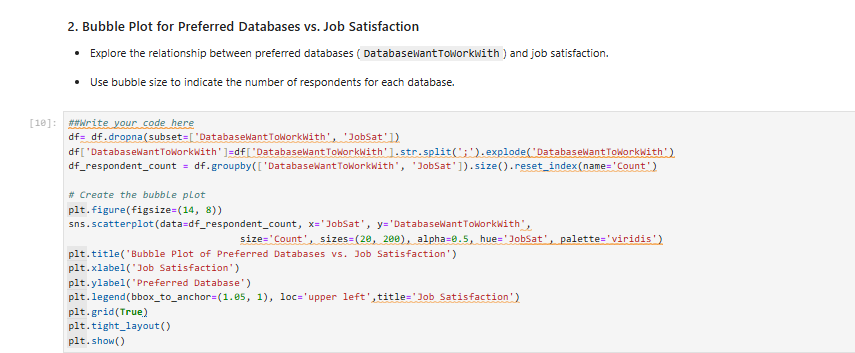 2. Bubble Plot for Preferred Databases vs. Job Satisfaction
• Explore the relationship between preferred databases ( DatabaseWantToWorkWith ) and job satisfaction.
• Use bubble size to indicate the number of respondents for each database.
[10]: ##Write your code here
df= df.dropna(subset=['DatabaseWantToWorkWith', 'JobSat'])
df['DatabaseWantToWorkWith']=df['DatabaseWantToWorkWith'].str.split(';').explode('DatabaseWantToWorkWith')
df_respondent_count = df.groupby(['DatabaseWantToWorkWith', 'JobSat']).size().reset_index(name='Count')
# Create the bubble plot
plt.figure(figsize=(14, 8))
sns.scatterplot(data=df_respondent_count, x='JobSat', y='DatabaseWantToWorkWith',
size='Count', sizes=(20, 200), alpha=0.5, hue='JobSat', palette='viridis')
plt.title('Bubble Plot of Preferred Databases vs. Job Satisfaction')
plt.xlabel('Job Satisfaction')
plt.ylabel('Preferred Database')
plt.legend(bbox_to_anchor=(1.05, 1), loc='upper left',title='Job Satisfaction')
plt.grid(True)
plt.tight_layout()
plt.show()